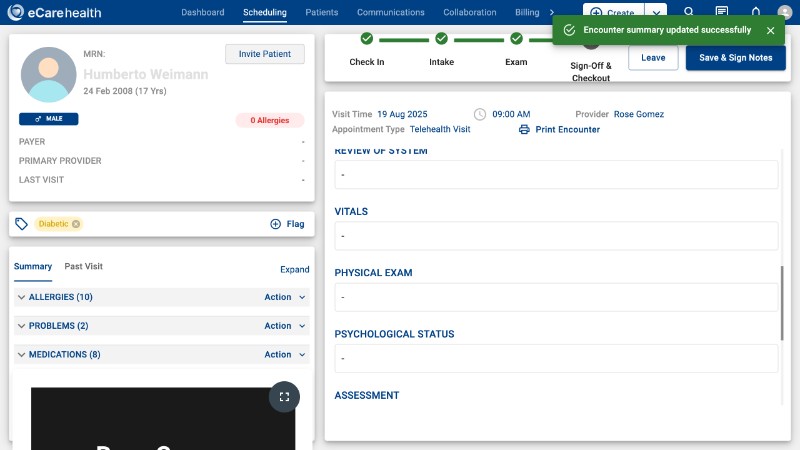 eCarehealth
Dashboard
Scheduling
Patients
Communications
Collaboration
Billing
Create
Encounter summary updated successfully
MRN:
Invite Patient
Humberto Weimann
24 Feb 2008 (17 Yrs)
MALE
0 Allergies
PAYER -
PRIMARY PROVIDER -
LAST VISIT -
Diabetic
Flag
Summary
Past Visit
Expand
ALLERGIES (10) Action
PROBLEMS (2) Action
MEDICATIONS (8) Action
Check In
Intake
Exam
Sign-Off & Checkout
Leave
Save & Sign Notes
Visit Time 19 Aug 2025 09:00 AM Provider Rose Gomez
Appointment Type Telehealth Visit Print Encounter
REVIEW OF SYSTEM
-
VITALS
-
PHYSICAL EXAM
-
PSYCHOLOGICAL STATUS
-
ASSESSMENT